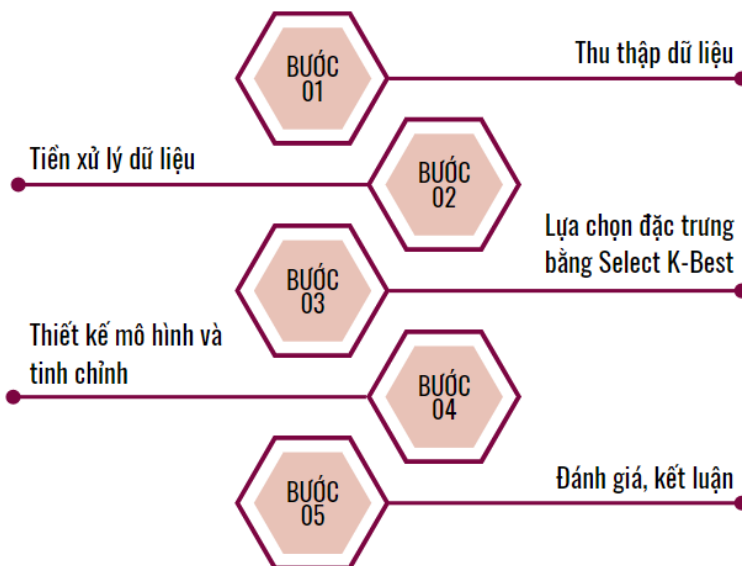 BƯỚC
01
Thu thập dữ liệu
Tiền xử lý dữ liệu
BƯỚC
02
Lựa chọn đặc trưng
bằng Select K-Best
BƯỚC
03
Thiết kế mô hình và
tinh chỉnh
BƯỚC
04
Đánh giá, kết luận
BƯỚC
05